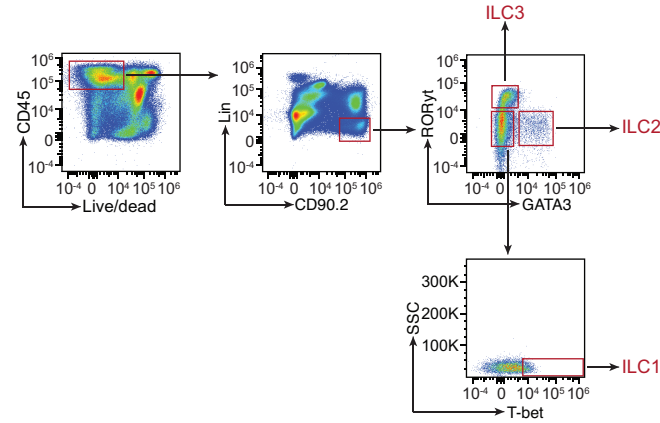 ILC3
10⁶
10⁵
10⁴
0
10⁻⁴
CD45
10⁻⁴ 0 10⁴ 10⁵ 10⁶
Live/dead
10⁶
10⁵
10⁴
0
10⁻⁴
Lin
10⁻⁴ 0 10⁴ 10⁵ 10⁶
CD90.2
10⁶
10⁵
10⁴
0
10⁻⁴
RORγt
10⁻⁴ 0 10⁴ 10⁵ 10⁶
GATA3
ILC2
300K
200K
100K
SSC
10⁻⁴ 0 10⁴ 10⁵ 10⁶
T-bet
ILC1